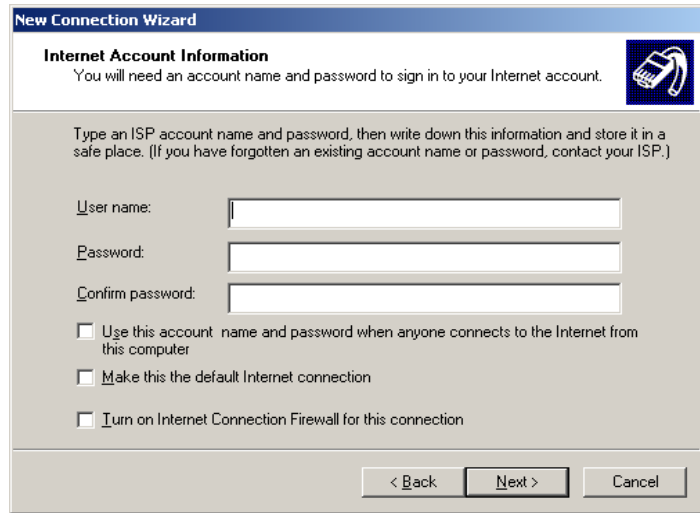 New Connection Wizard
Internet Account Information
You will need an account name and password to sign in to your Internet account.
Type an ISP account name and password, then write down this information and store it in a
safe place. (If you have forgotten an existing account name or password, contact your ISP.)
User name:
Password:
Confirm password:
Use this account  name and password when anyone connects to the Internet from
this computer
Make this the default Internet connection
Turn on Internet Connection Firewall for this connection
< Back Next > Cancel